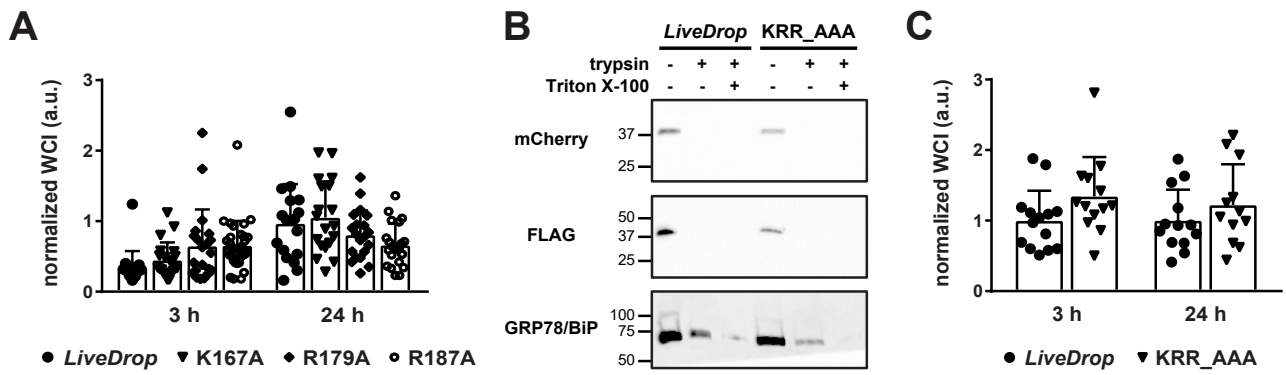 A
normalized WCI (a.u.)
3
2
1
0
3 h
24 h
LiveDrop
K167A
R179A
R187A
B
LiveDrop
KRR_AAA
trypsin
- + + - + +
Triton X-100
- - + - - +
mCherry
37
25
FLAG
50
37
25
GRP78/BiP
100
75
50
C
normalized WCI (a.u.)
3
2
1
0
3 h
24 h
LiveDrop
KRR_AAA